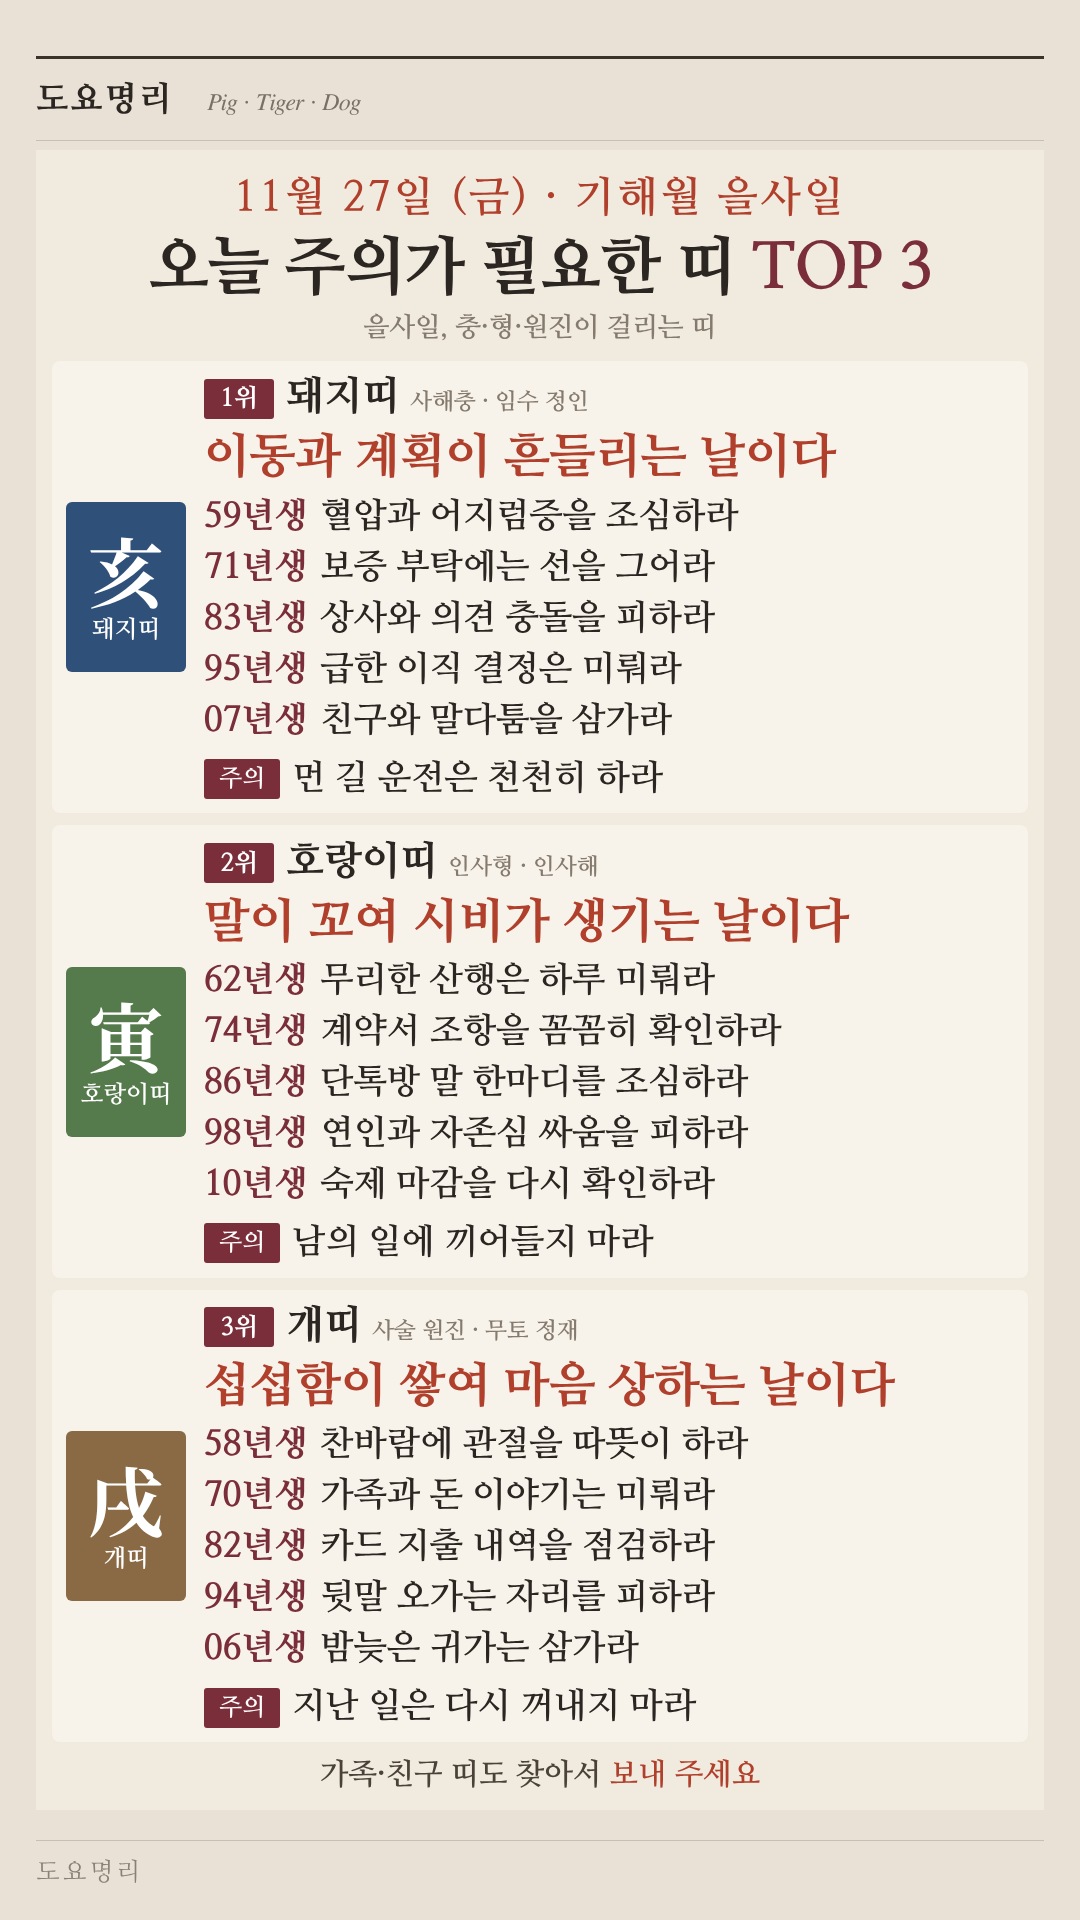 도요명리 Pig · Tiger · Dog
11월 27일 (금) · 기해월 을사일
오늘 주의가 필요한 띠 TOP 3
을사일, 충·형·원진이 걸리는 띠
1위 돼지띠 사해충 · 임수 정인
이동과 계획이 흔들리는 날이다
亥
돼지띠
59년생 혈압과 어지럼증을 조심하라
71년생 보증 부탁에는 선을 그어라
83년생 상사와 의견 충돌을 피하라
95년생 급한 이직 결정은 미뤄라
07년생 친구와 말다툼을 삼가라
주의 먼 길 운전은 천천히 하라
2위 호랑이띠 인사형 · 인사해
말이 꼬여 시비가 생기는 날이다
寅
호랑이띠
62년생 무리한 산행은 하루 미뤄라
74년생 계약서 조항을 꼼꼼히 확인하라
86년생 단톡방 말 한마디를 조심하라
98년생 연인과 자존심 싸움을 피하라
10년생 숙제 마감을 다시 확인하라
주의 남의 일에 끼어들지 마라
3위 개띠 사술 원진 · 무토 정재
섭섭함이 쌓여 마음 상하는 날이다
戌
개띠
58년생 찬바람에 관절을 따뜻이 하라
70년생 가족과 돈 이야기는 미뤄라
82년생 카드 지출 내역을 점검하라
94년생 뒷말 오가는 자리를 피하라
06년생 밤늦은 귀가는 삼가라
주의 지난 일은 다시 꺼내지 마라
가족·친구 띠도 찾아서 보내 주세요
도요명리